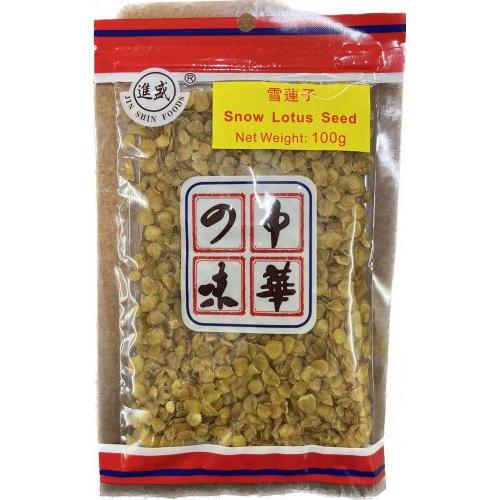 進盛
®
JIN SHIN FOODS
雪蓮子
Snow Lotus Seed
Net Weight: 100g
中華
の味